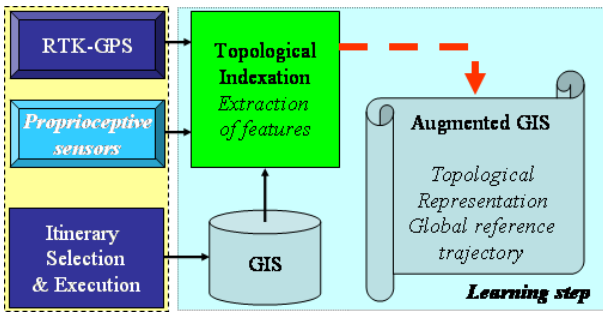 RTK-GPS
Proprioceptive
sensors
Itinerary
Selection
& Execution
Topological
Indexation
Extraction
of features
GIS
Augmented GIS
Topological
Representation
Global reference
trajectory
Learning step